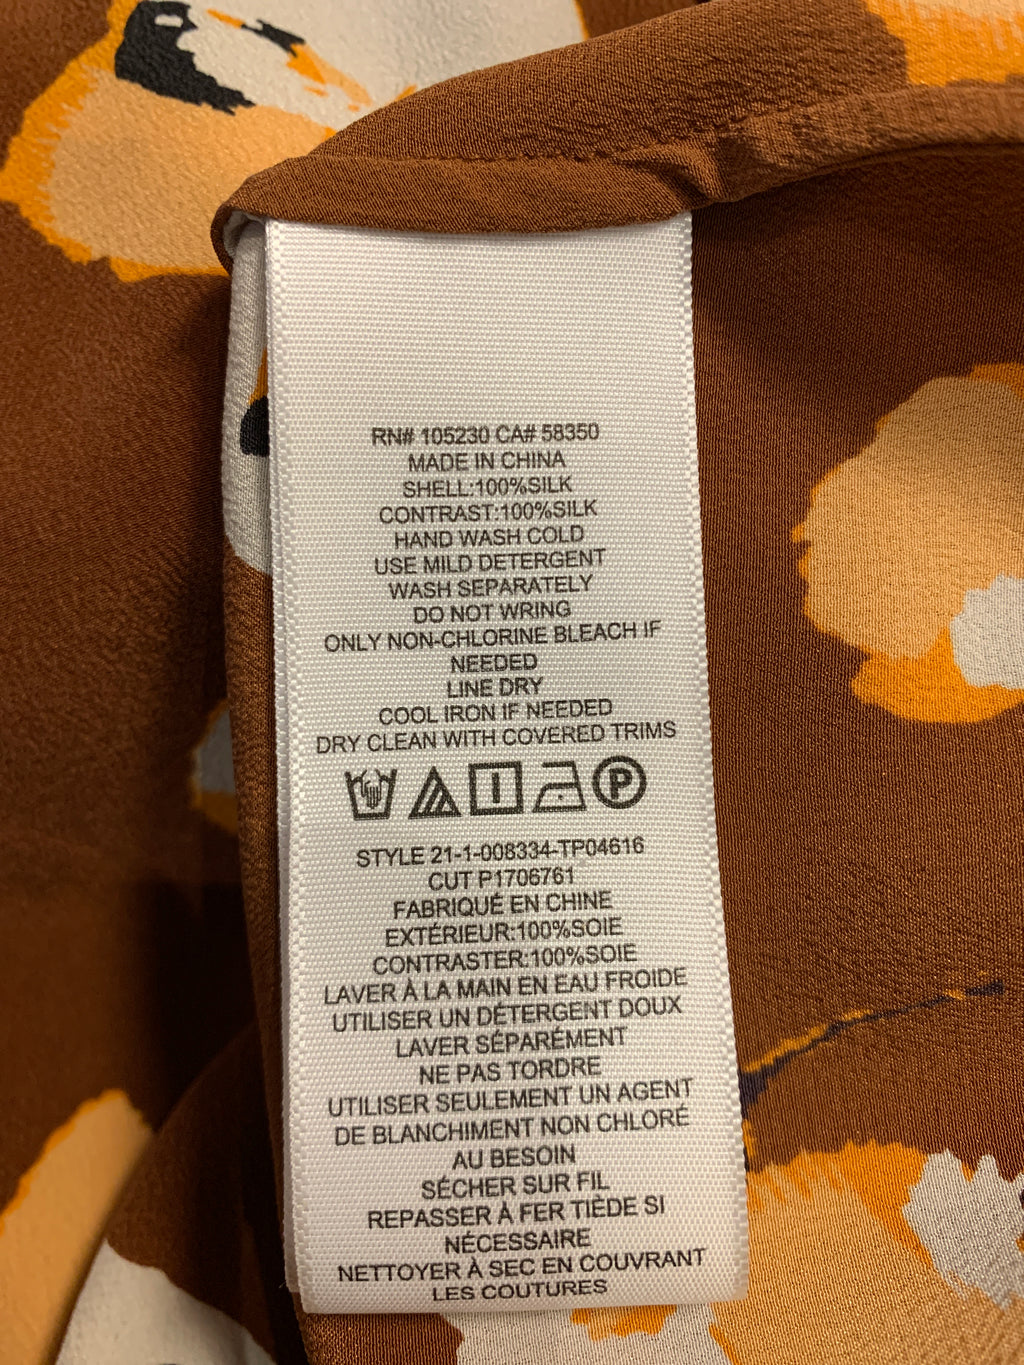 RN# 105230 CA# 58350
MADE IN CHINA
SHELL:100%SILK
CONTRAST:100%SILK
HAND WASH COLD
USE MILD DETERGENT
WASH SEPARATELY
DO NOT WRING
ONLY NON-CHLORINE BLEACH IF
NEEDED
LINE DRY
COOL IRON IF NEEDED
DRY CLEAN WITH COVERED TRIMS
P
STYLE 21-1-008334-TP04616
CUT P1706761
FABRIQUÉ EN CHINE
EXTÉRIEUR:100%SOIE
CONTRASTER:100%SOIE
LAVER À LA MAIN EN EAU FROIDE
UTILISER UN DÉTERGENT DOUX
LAVER SÉPARÉMENT
NE PAS TORDRE
UTILISER SEULEMENT UN AGENT
DE BLANCHIMENT NON CHLORÉ
AU BESOIN
SÉCHER SUR FIL
REPASSER À FER TIÈDE SI
NÉCESSAIRE
NETTOYER À SEC EN COUVRANT
LES COUTURES